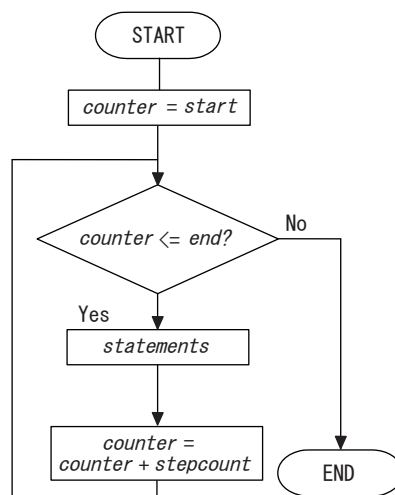 START
counter = start
counter <= end?
No
Yes
statements
counter =
counter + stepcount
END